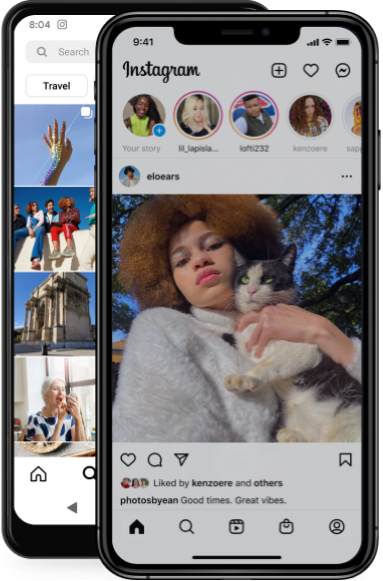 8:04
Search
Travel
9:41
Instagram
Your story lil_lapisla... lofti232 kenzoere
eloears
Liked by kenzoere and others
photosbyean Good times. Great vibes.